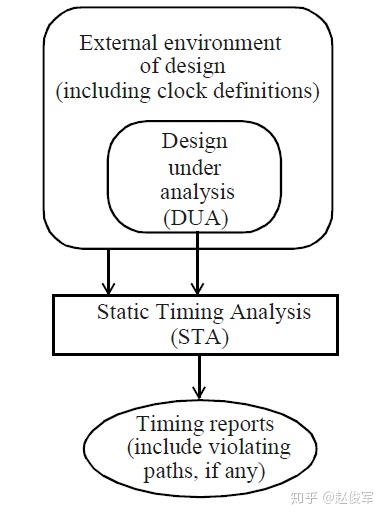 External environment
of design
(including clock definitions)
Design
under
analysis
(DUA)
Static Timing Analysis
(STA)
Timing reports
(include violating
paths, if any)
知乎 @赵俊军